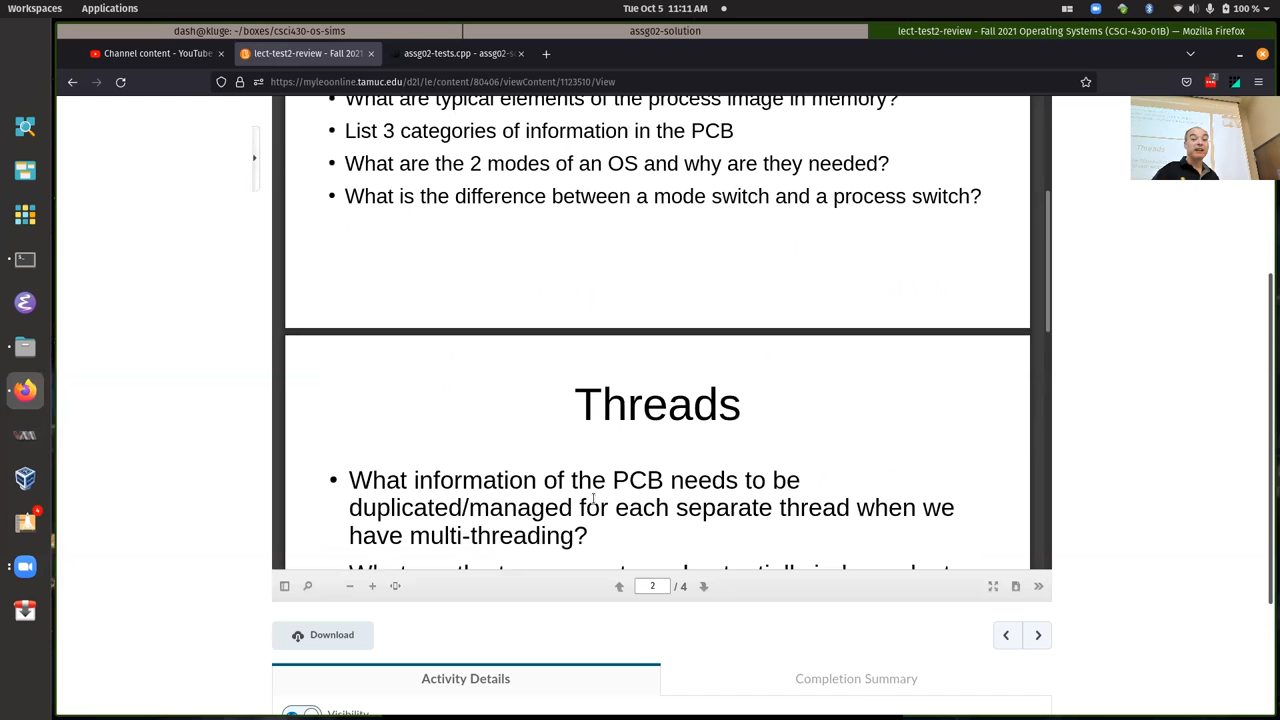 Workspaces Applications Tue Oct 5 11:11 AM 100 %
dash@kluge: ~/boxes/csci430-os-sims assg02-solution lect-test2-review - Fall 2021 Operating Systems (CSCI-430-01B) — Mozilla Firefox
Channel content - YouTube lect-test2-review - Fall 2021 assg02-tests.cpp - assg02-so
https://myleoonline.tamuc.edu/d2l/le/content/80406/viewContent/1123510/View
• What are typical elements of the process image in memory?
• List 3 categories of information in the PCB
• What are the 2 modes of an OS and why are they needed?
• What is the difference between a mode switch and a process switch?
Threads
• What information of the PCB needs to be
duplicated/managed for each separate thread when we
have multi-threading?
2 / 4
Download
Activity Details Completion Summary
Visibility